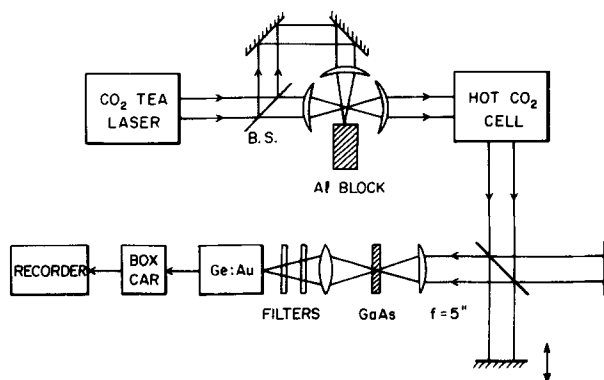 CO₂ TEA
LASER
B.S.
Aℓ BLOCK
HOT CO₂
CELL
RECORDER
BOX
CAR
Ge:Au
FILTERS
GaAs
f = 5"